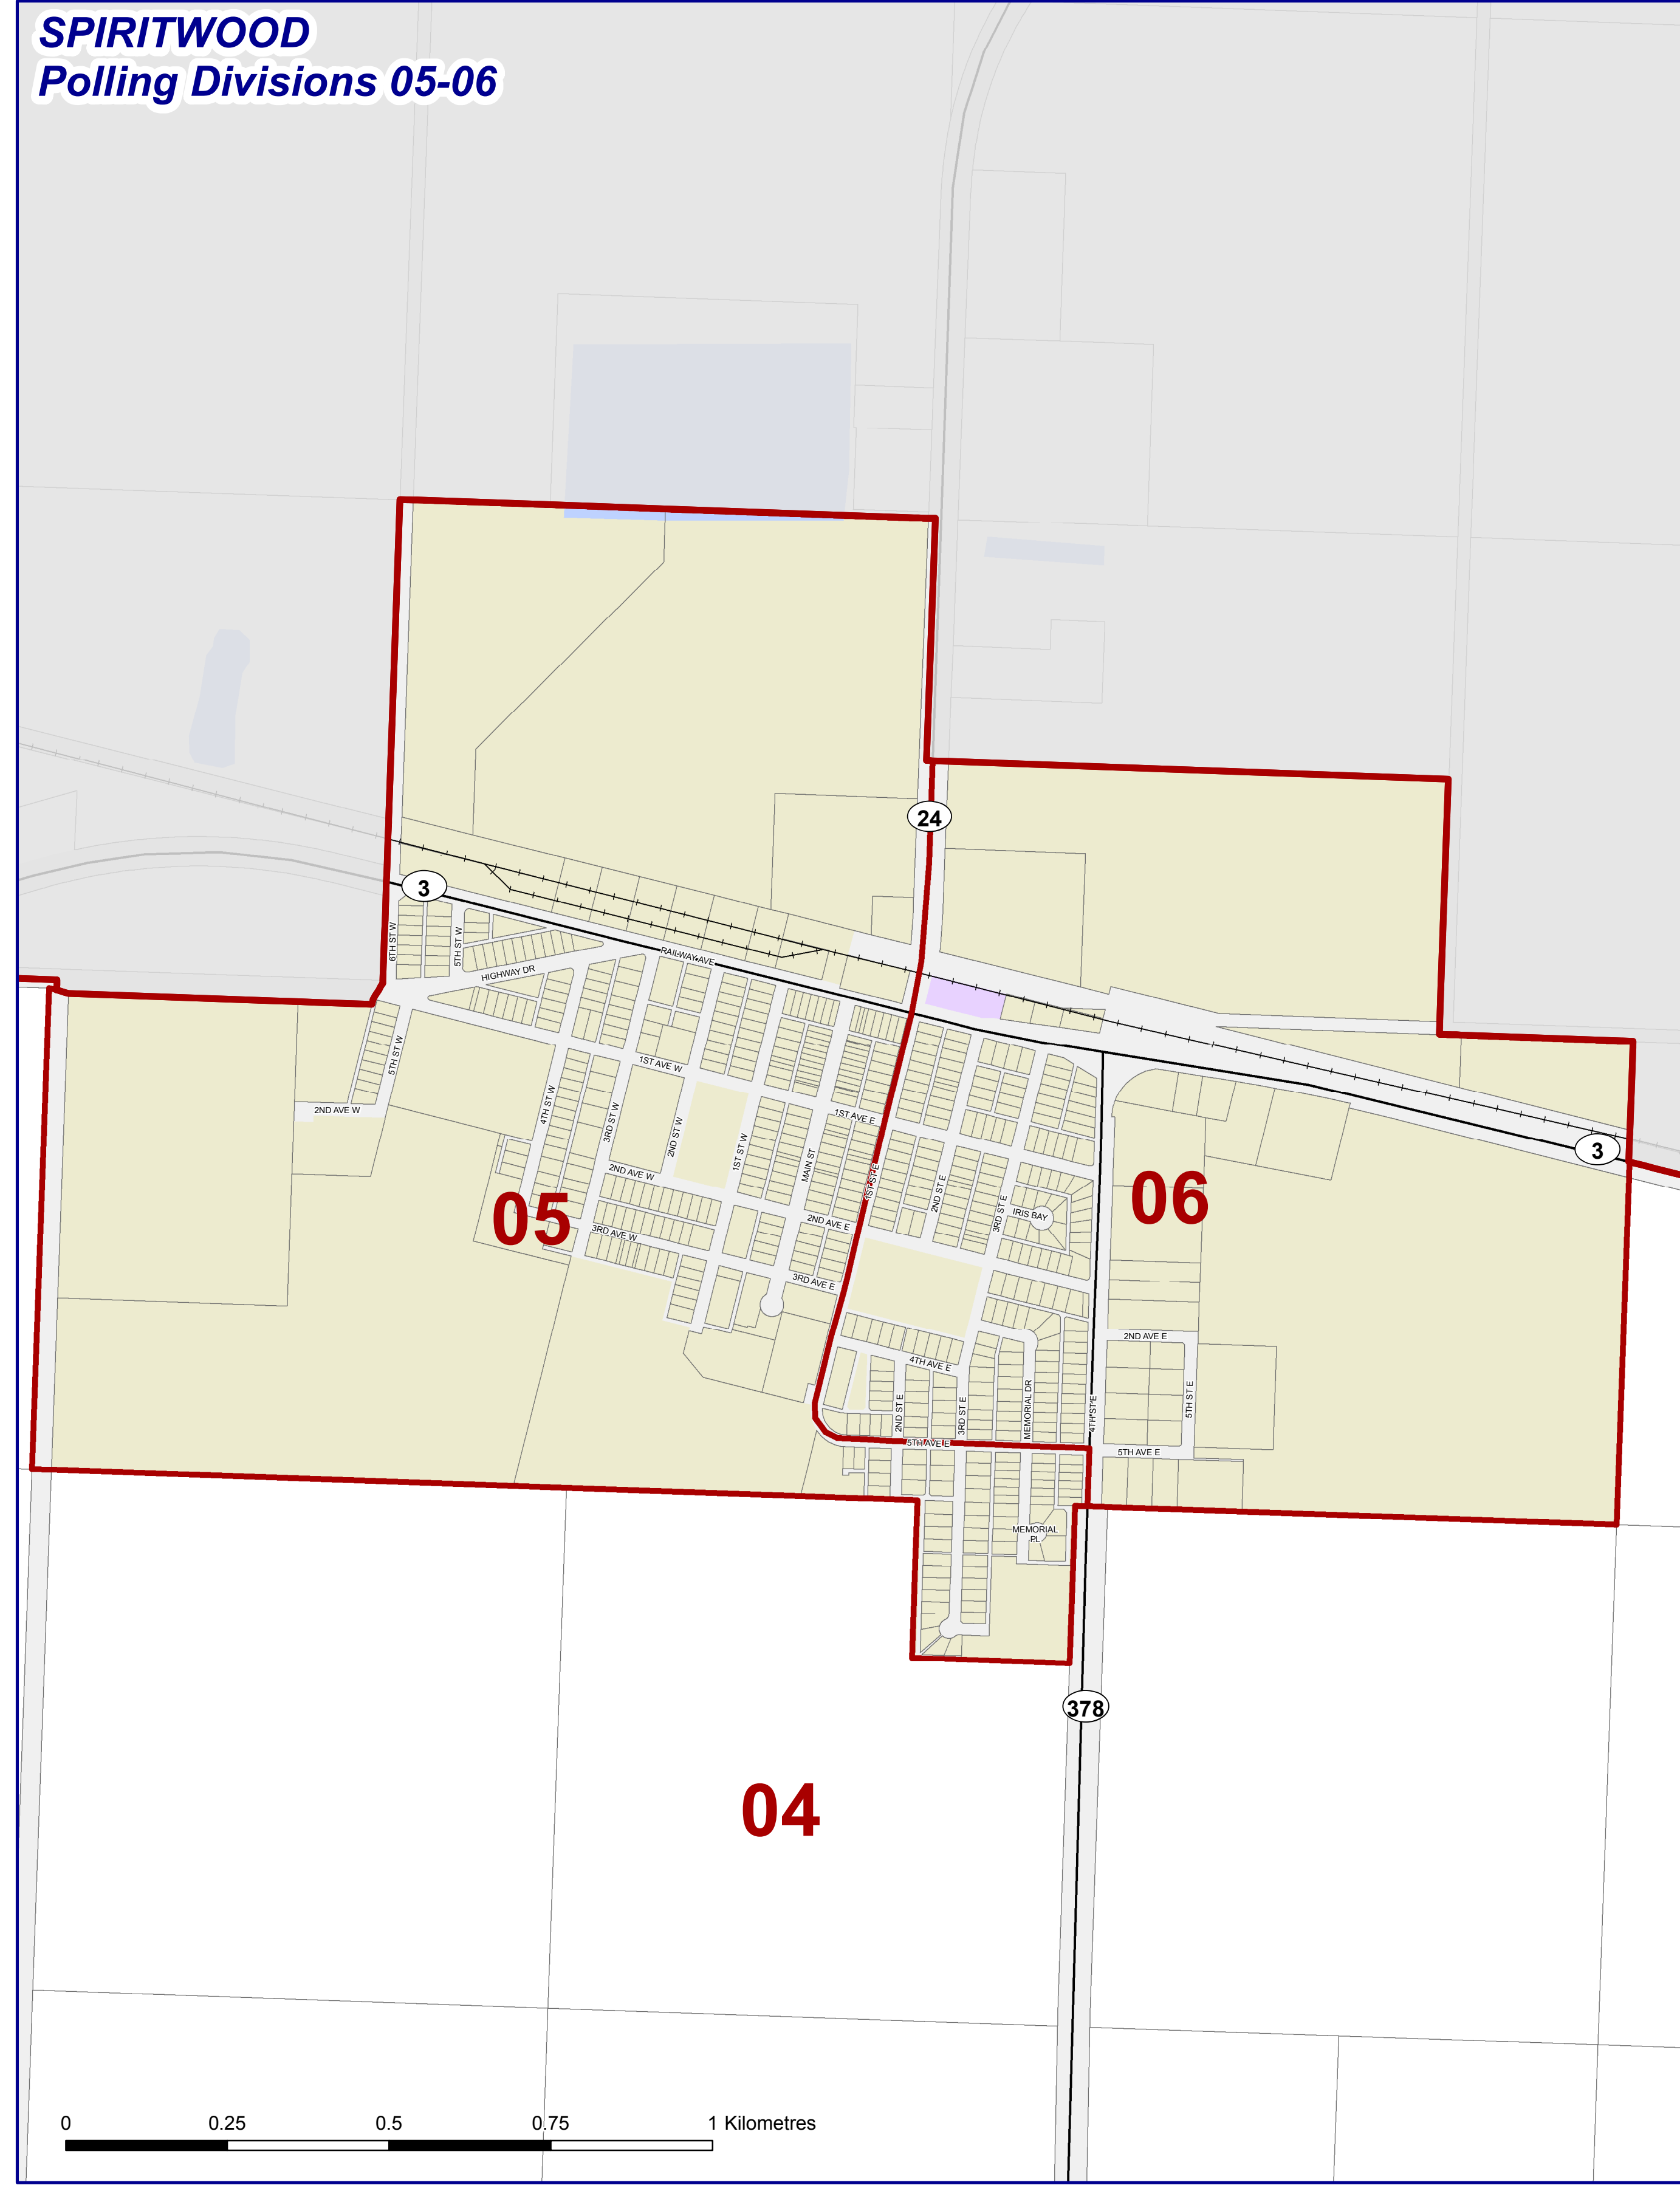 SPIRITWOOD
Polling Divisions 05-06
24
3
6TH ST W
5TH ST W
HIGHWAY DR
RAILWAY AVE
5TH ST W
2ND AVE W
1ST AVE W
4TH ST W
3RD ST W
2ND ST W
1ST ST W
MAIN ST
1ST AVE E
1ST ST E
2ND ST E
3RD ST E
IRIS BAY
3
06
05
2ND AVE W
3RD AVE W
2ND AVE E
3RD AVE E
4TH AVE E
2ND ST E
3RD ST E
MEMORIAL DR
4TH ST E
2ND AVE E
5TH ST E
5TH AVE E
5TH AVE E
MEMORIAL
PL
378
04
0 0.25 0.5 0.75 1 Kilometres